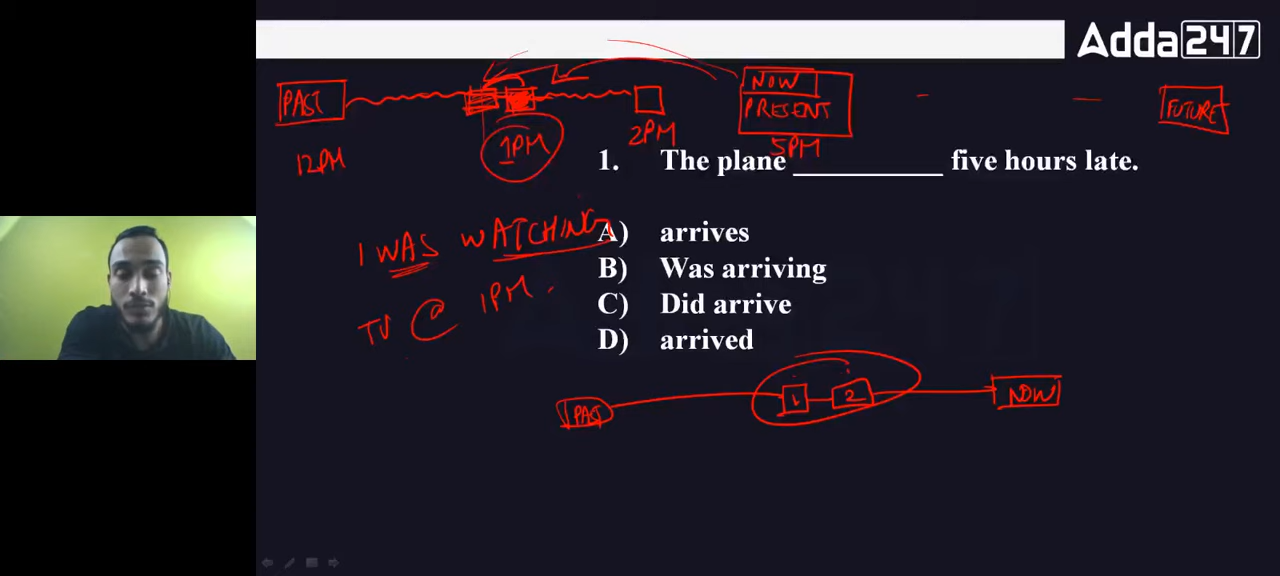 Adda247
PAST
NOW
PRESENT
FUTURE
12PM
1PM
2PM
5PM
1. The plane __________ five hours late.
I WAS WATCHING
TV @ 1PM.
A) arrives
B) Was arriving
C) Did arrive
D) arrived
PAST
1
2
NOW